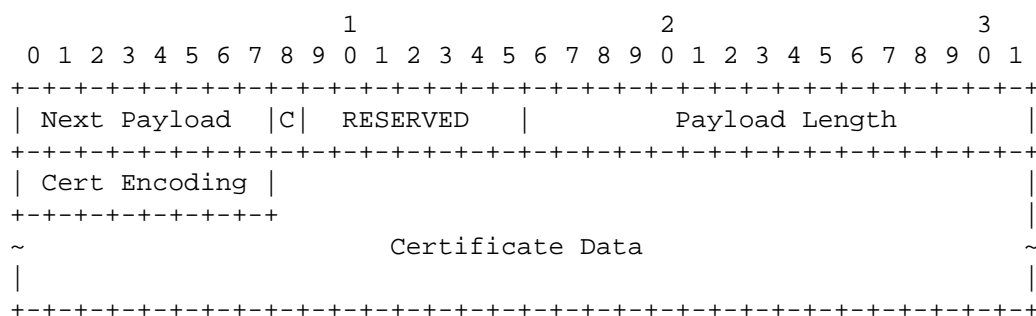 1                   2                   3
 0 1 2 3 4 5 6 7 8 9 0 1 2 3 4 5 6 7 8 9 0 1 2 3 4 5 6 7 8 9 0 1
+-+-+-+-+-+-+-+-+-+-+-+-+-+-+-+-+-+-+-+-+-+-+-+-+-+-+-+-+-+-+-+-+
| Next Payload  |C|  RESERVED   |         Payload Length        |
+-+-+-+-+-+-+-+-+-+-+-+-+-+-+-+-+-+-+-+-+-+-+-+-+-+-+-+-+-+-+-+-+
| Cert Encoding |                                               |
+-+-+-+-+-+-+-+-+                                               |
~                       Certificate Data                        ~
|                                                               |
+-+-+-+-+-+-+-+-+-+-+-+-+-+-+-+-+-+-+-+-+-+-+-+-+-+-+-+-+-+-+-+-+